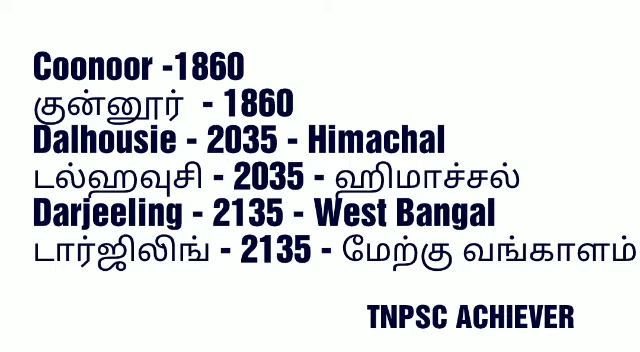 Coonoor -1860
குன்னூர் - 1860
Dalhousie - 2035 - Himachal
டல்ஹவுசி - 2035 - ஹிமாச்சல்
Darjeeling - 2135 - West Bangal
டார்ஜிலிங் - 2135 - மேற்கு வங்காளம்
TNPSC ACHIEVER